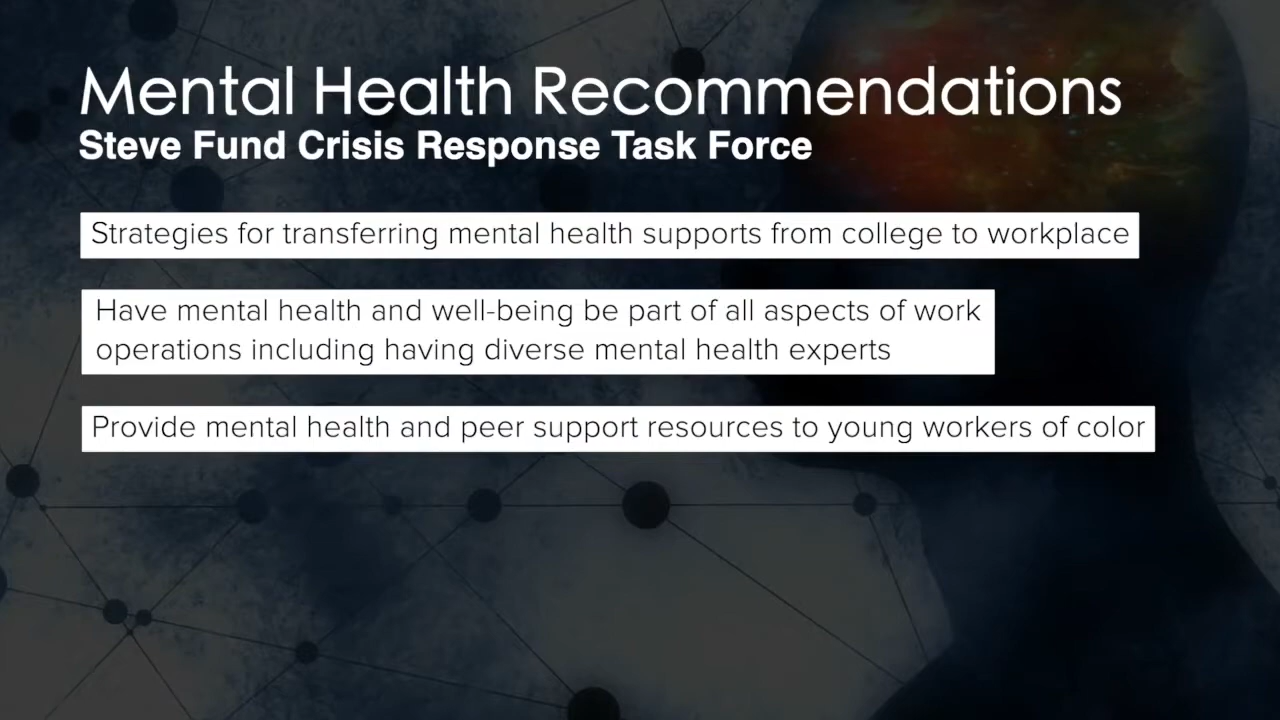 Mental Health Recommendations
Steve Fund Crisis Response Task Force
Strategies for transferring mental health supports from college to workplace
Have mental health and well-being be part of all aspects of work
operations including having diverse mental health experts
Provide mental health and peer support resources to young workers of color